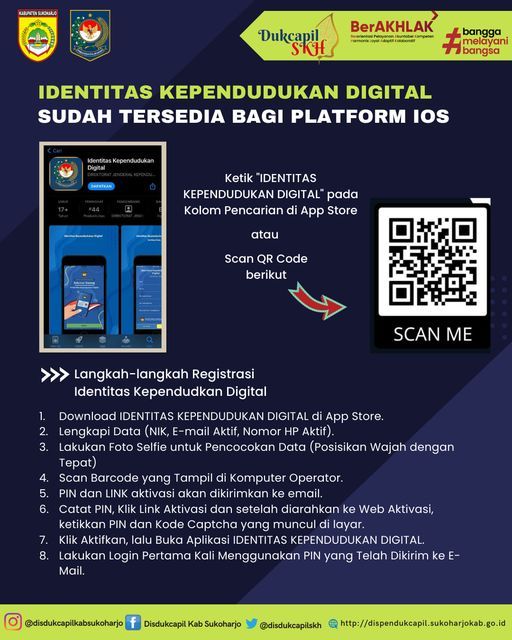 KABUPATEN SUKOHARJO
Dukcapil
SKH
BerAKHLAK
#bangga
melayani
bangsa
IDENTITAS KEPENDUDUKAN DIGITAL
SUDAH TERSEDIA BAGI PLATFORM IOS
Cari
Identitas Kependudukan
Digital
DIREKTORAT JENDERAL KEPENDU...
DAPATKAN
17+
#44
Ketik "IDENTITAS
KEPENDUDUKAN DIGITAL" pada
Kolom Pencarian di App Store
atau
Scan QR Code
berikut
SCAN ME
Langkah-langkah Registrasi
Identitas Kependudkan Digital
1. Download IDENTITAS KEPENDUDUKAN DIGITAL di App Store.
2. Lengkapi Data (NIK, E-mail Aktif, Nomor HP Aktif).
3. Lakukan Foto Selfie untuk Pencocokan Data (Posisikan Wajah dengan
Tepat)
4. Scan Barcode yang Tampil di Komputer Operator.
5. PIN dan LINK aktivasi akan dikirimkan ke email.
6. Catat PIN, Klik Link Aktivasi dan setelah diarahkan ke Web Aktivasi,
ketikkan PIN dan Kode Captcha yang muncul di layar.
7. Klik Aktifkan, lalu Buka Aplikasi IDENTITAS KEPENDUDUKAN DIGITAL.
8. Lakukan Login Pertama Kali Menggunakan PIN yang Telah Dikirim ke E-
Mail.
@disdukcapilkabsukoharjo
Disdukcapil Kab Sukoharjo
@disdukcapilskh
http://dispendukcapil.sukoharjokab.go.id